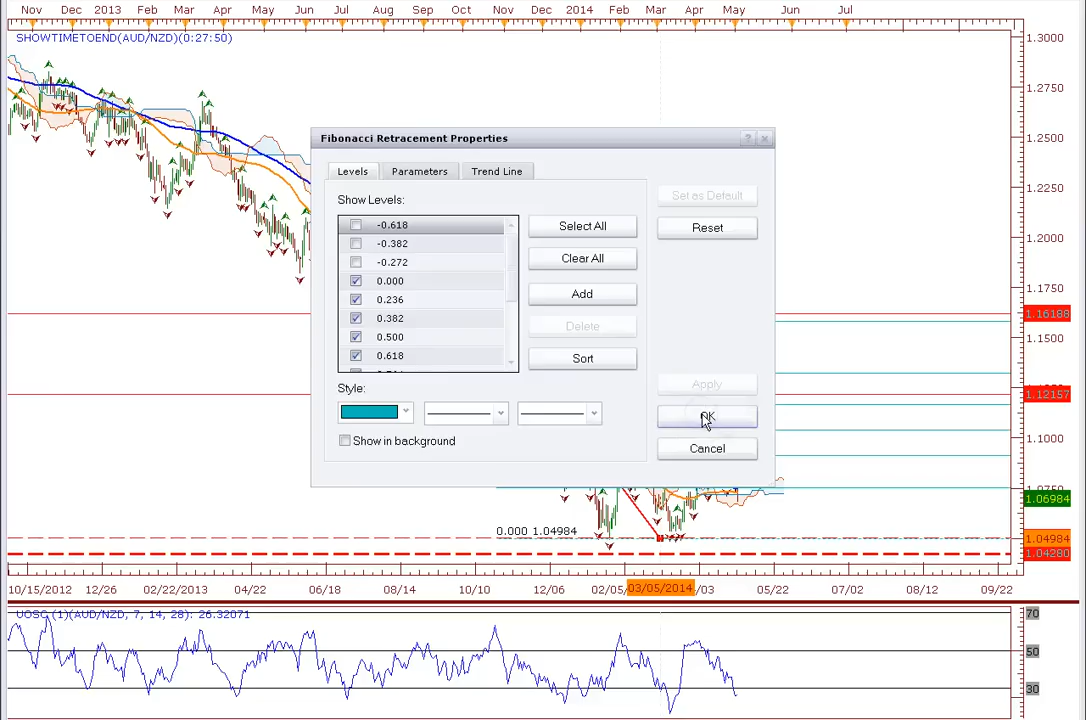 Nov Dec 2013 Feb Mar Apr May Jun Jul Aug Sep Oct Nov Dec 2014 Feb Mar Apr May Jun Jul
SHOWTIMETOEND(AUD/NZD)(0:27:50)
1.3000
1.2750
1.2500
1.2250
1.2000
1.1750
1.16188
1.1500
1.12157
1.1000
1.06984
1.04984
1.04280
Fibonacci Retracement Properties
Levels Parameters Trend Line
Show Levels:
-0.618
-0.382
-0.272
0.000
0.236
0.382
0.500
0.618
Select All
Clear All
Add
Delete
Sort
Set as Default
Reset
Style:
Show in background
Apply
OK
Cancel
0.000 1.04984
10/15/2012 12/26 02/22/2013 04/22 06/18 08/14 10/10 12/06 02/05/ 03/05/2014 /03 05/22 07/02 08/12 09/22
UOSC (1)(AUD/NZD, 7, 14, 28): 26.32071
70
50
30